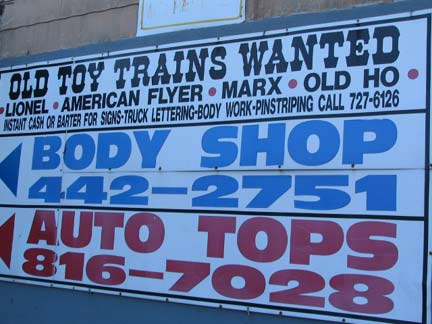 OLD TOY TRAINS WANTED
• LIONEL • AMERICAN FLYER • MARX • OLD HO •
INSTANT CASH OR BARTER FOR SIGNS-TRUCK LETTERING-BODY WORK-PINSTRIPING CALL 727-6126
BODY SHOP
442-2751
AUTO TOPS
816-7028